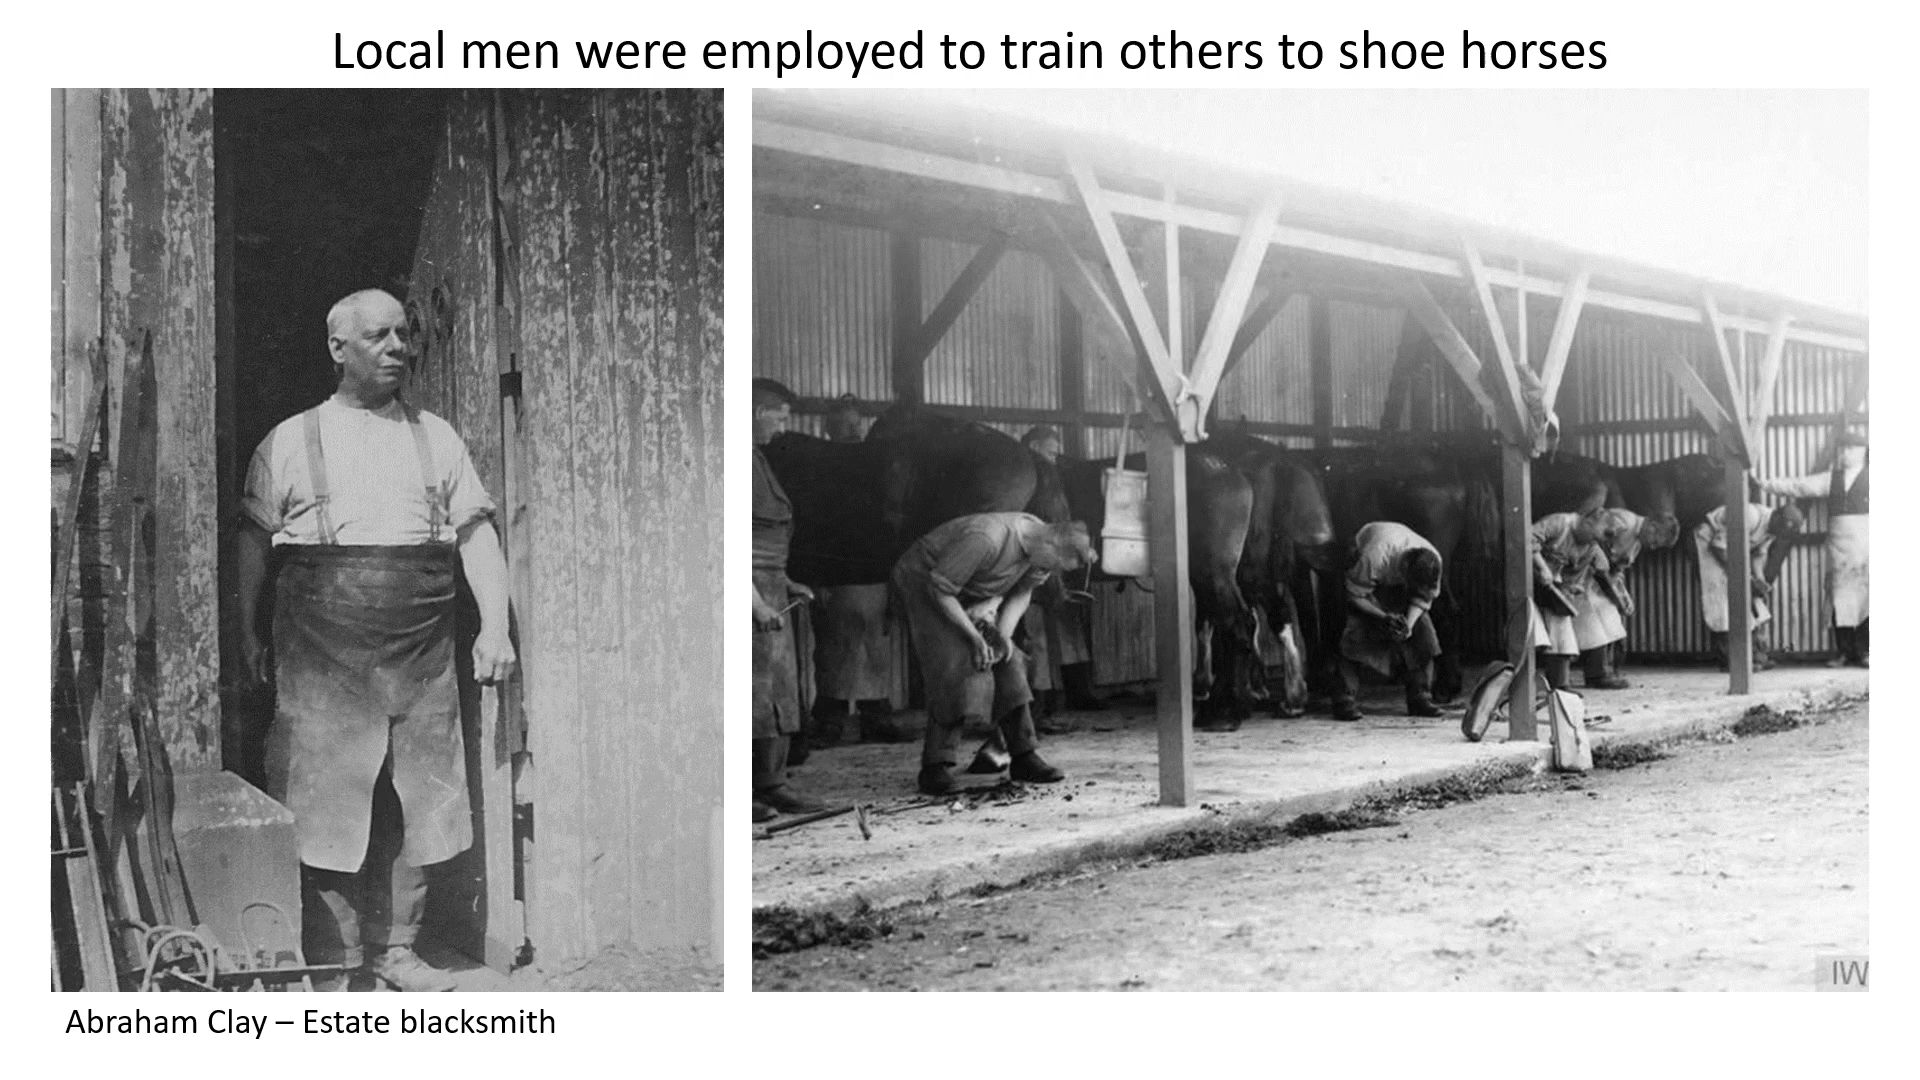 Local men were employed to train others to shoe horses
IW
Abraham Clay – Estate blacksmith